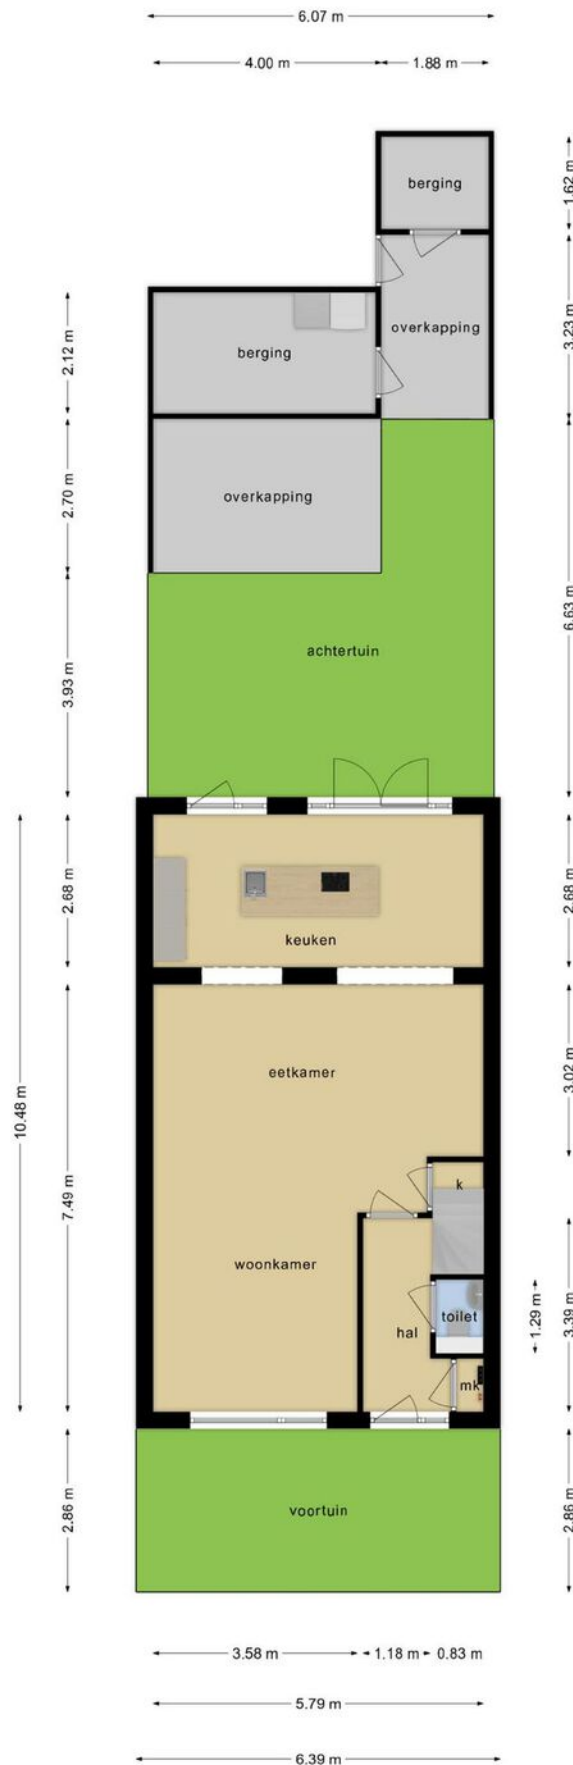 6.07 m
4.00 m
1.88 m
berging
1.62 m
overkapping
3.23 m
berging
2.12 m
overkapping
2.70 m
6.63 m
achtertuin
3.93 m
keuken
2.68 m
2.68 m
eetkamer
3.02 m
10.48 m
7.49 m
k
woonkamer
hal
toilet
1.29 m
3.39 m
mk
voortuin
2.86 m
2.86 m
3.58 m
1.18 m
0.83 m
5.79 m
6.39 m